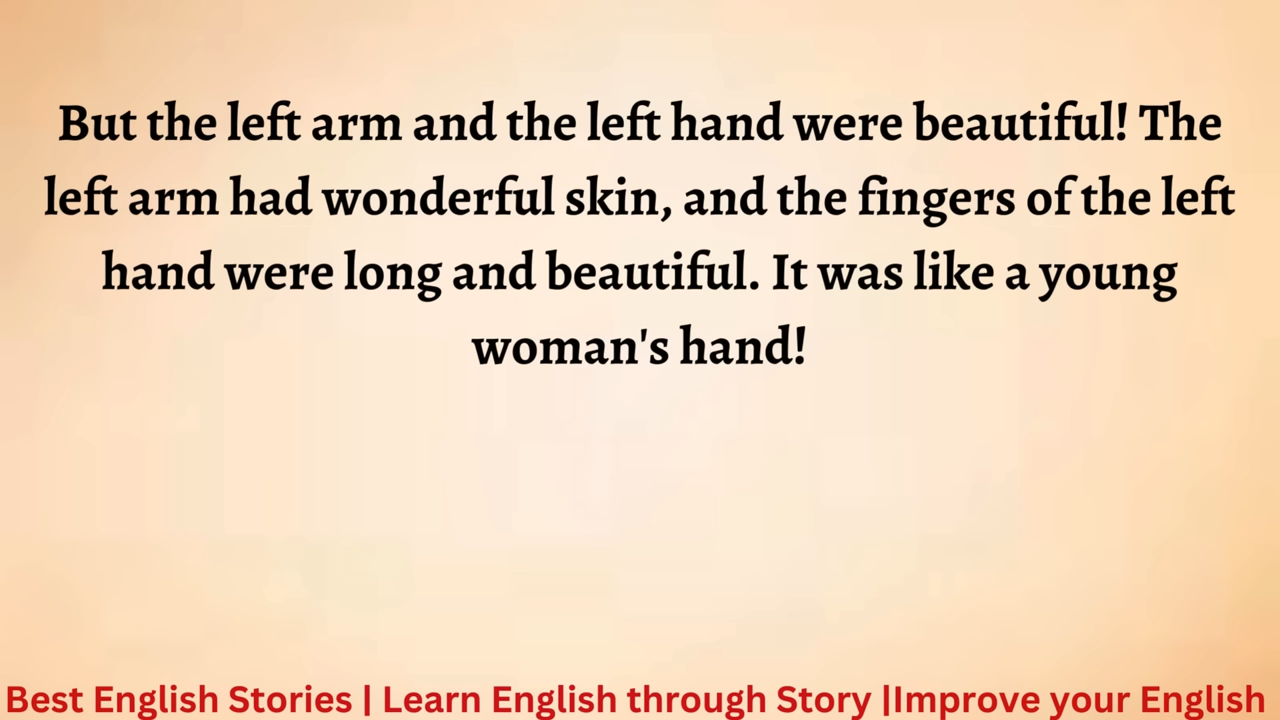 But the left arm and the left hand were beautiful! The
left arm had wonderful skin, and the fingers of the left
hand were long and beautiful. It was like a young
woman's hand!
Best English Stories | Learn English through Story |Improve your English